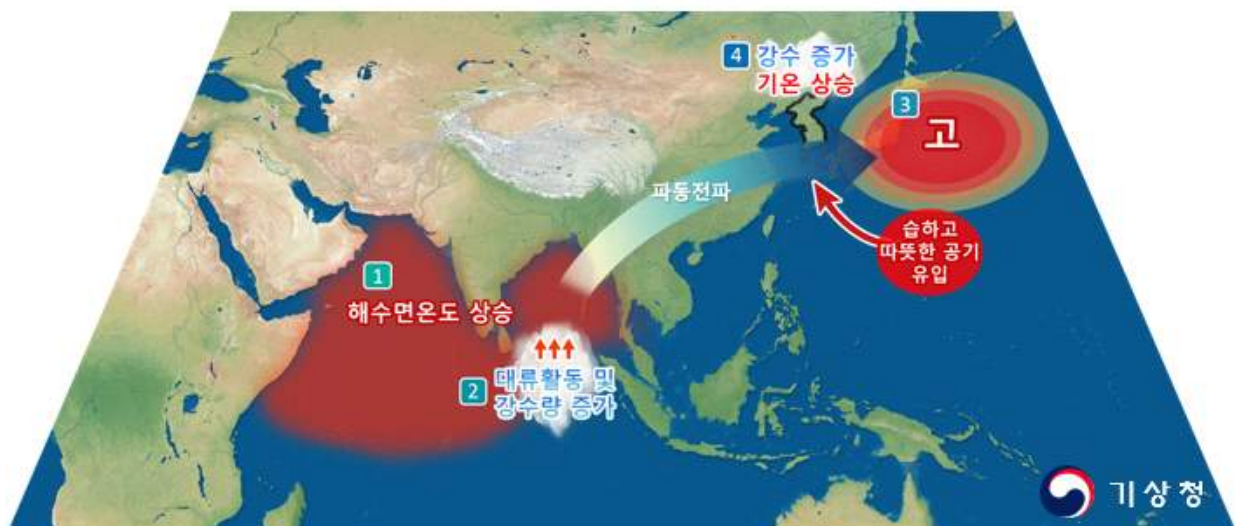 1
해수면온도 상승
2
대류활동 및
강수량 증가
파동전파
3
고
습하고
따뜻한 공기
유입
4
강수 증가
기온 상승
기상청